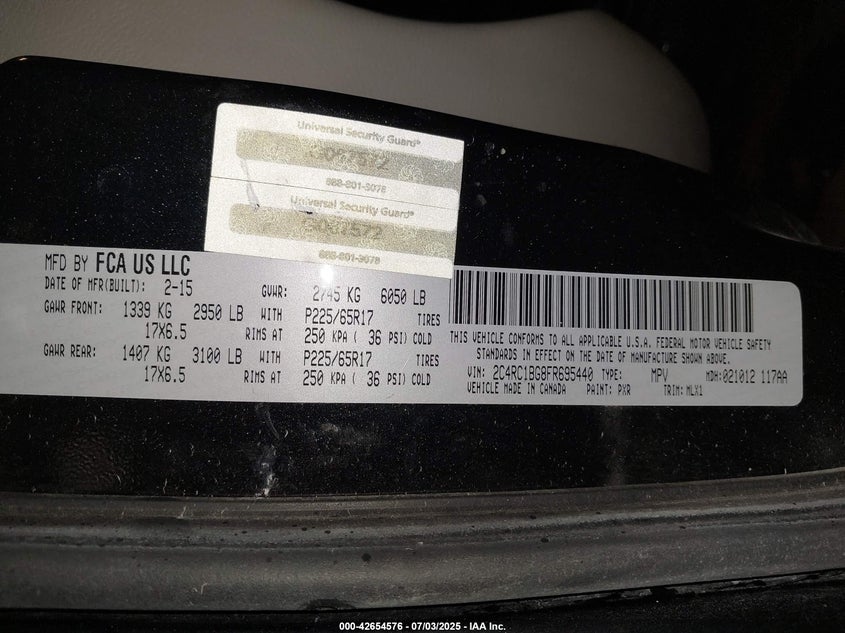 Universal Security Guard®
888-801-9078
Universal Security Guard®
G087572
888-801-9078
MFD BY FCA US LLC
DATE OF MFR(BUILT): 2-15 GVWR: 2745 KG 6050 LB
GAWR FRONT: 1339 KG 2950 LB WITH P225/65R17 TIRES
17X6.5 RIMS AT 250 KPA ( 36 PSI) COLD
GAWR REAR: 1407 KG 3100 LB WITH P225/65R17 TIRES
17X6.5 RIMS AT 250 KPA ( 36 PSI) COLD
THIS VEHICLE CONFORMS TO ALL APPLICABLE U.S.A. FEDERAL MOTOR VEHICLE SAFETY
STANDARDS IN EFFECT ON THE DATE OF MANUFACTURE SHOWN ABOVE.
VIN: 2C4RC1BG8FR695440 TYPE: MPV MDH: 021012 117AA
VEHICLE MADE IN CANADA PAINT: PXR TRIM: MLX1
000-42654576 - 07/03/2025 - IAA Inc.